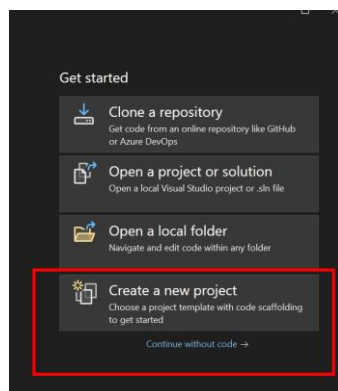 Get started
Clone a repository
Get code from an online repository like GitHub
or Azure DevOps
Open a project or solution
Open a local Visual Studio project or .sln file
Open a local folder
Navigate and edit code within any folder
Create a new project
Choose a project template with code scaffolding
to get started
Continue without code →